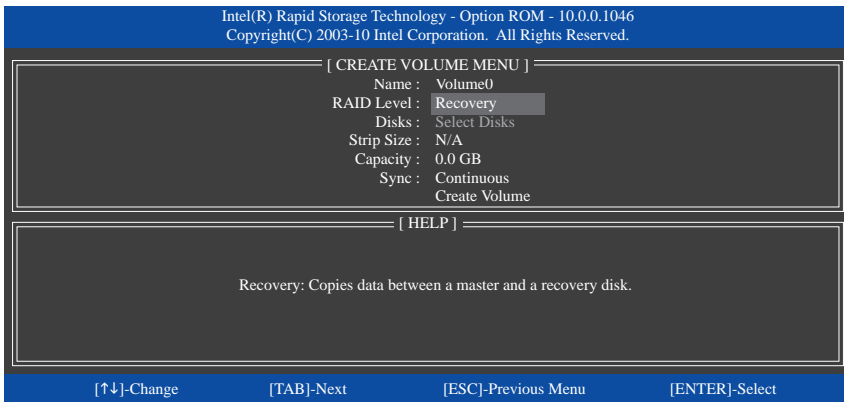 Intel(R) Rapid Storage Technology - Option ROM - 10.0.0.1046
Copyright(C) 2003-10 Intel Corporation. All Rights Reserved.
[ CREATE VOLUME MENU ]
Name : Volume0
RAID Level : Recovery
Disks : Select Disks
Strip Size : N/A
Capacity : 0.0 GB
Sync : Continuous
Create Volume
[ HELP ]
Recovery: Copies data between a master and a recovery disk.
[↑↓]-Change [TAB]-Next [ESC]-Previous Menu [ENTER]-Select